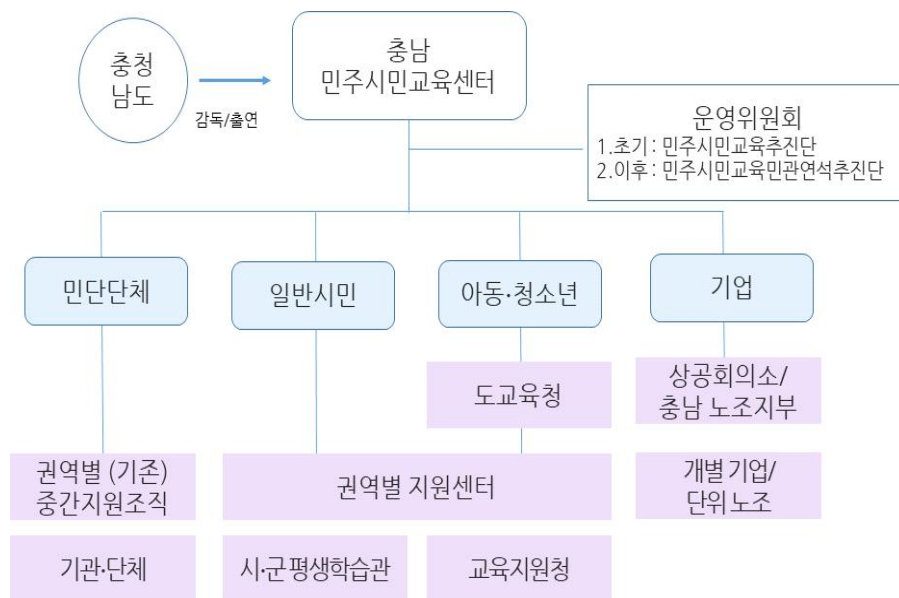 충청
남도
감독/출연
충남
민주시민교육센터
운영위원회
1.초기 : 민주시민교육추진단
2.이후 : 민주시민교육민관연석추진단
민단단체
일반시민
아동·청소년
기업
도교육청
상공회의소/
충남 노조지부
권역별 (기존)
중간지원조직
권역별 지원센터
개별 기업/
단위 노조
기관·단체
시·군 평생학습관
교육지원청